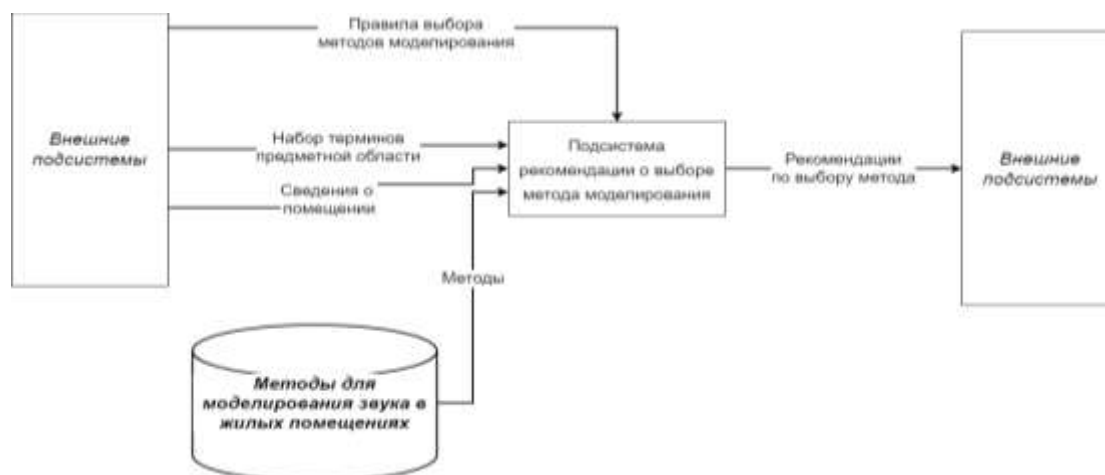 Правила выбора
методов моделирования
Внешние
подсистемы
Набор терминов
предметной области
Сведения о
помещении
Подсистема
рекомендации о выборе
метода моделирования
Рекомендации
по выбору метода
Внешние
подсистемы
Методы
Методы для
моделирования звука в
жилых помещениях